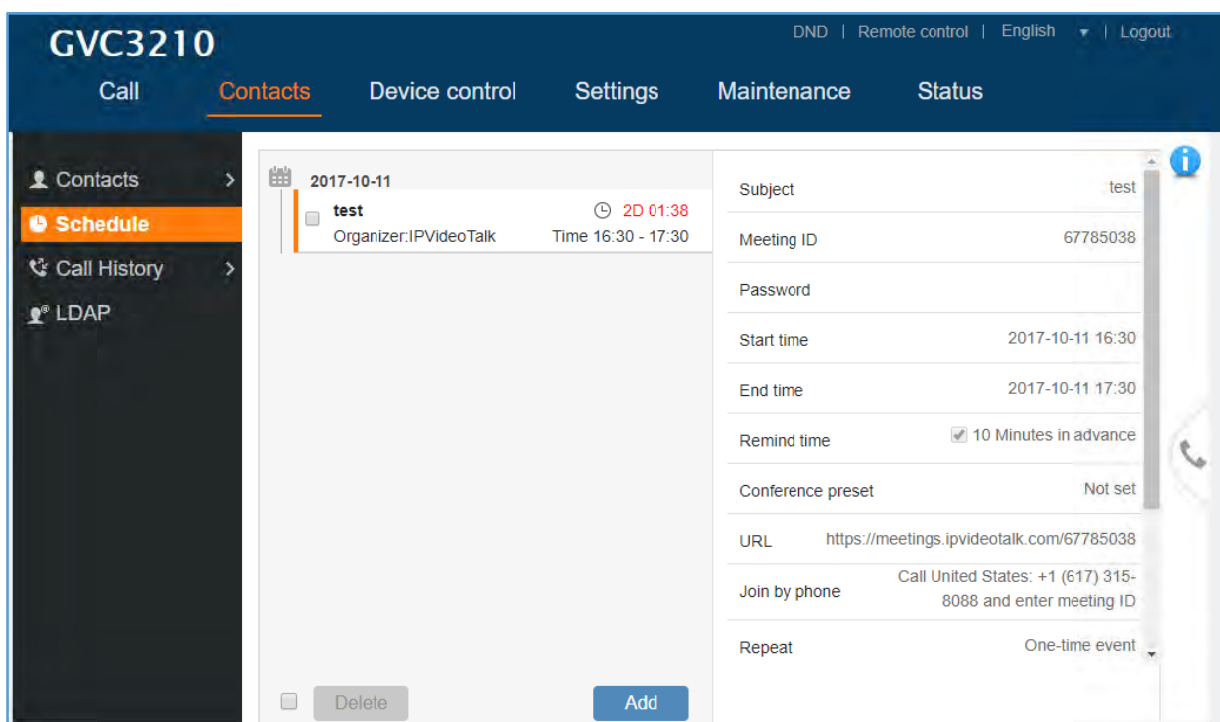 GVC3210
DND | Remote control | English ▼ | Logout
Call Contacts Device control Settings Maintenance Status
Contacts
Schedule
Call History
LDAP
2017-10-11
test 2D 01:38
Organizer:IPVideoTalk Time 16:30 - 17:30
Delete Add
Subject test
Meeting ID 67785038
Password
Start time 2017-10-11 16:30
End time 2017-10-11 17:30
Remind time 10 Minutes in advance
Conference preset Not set
URL https://meetings.ipvideotalk.com/67785038
Join by phone Call United States: +1 (617) 315-
8088 and enter meeting ID
Repeat One-time event